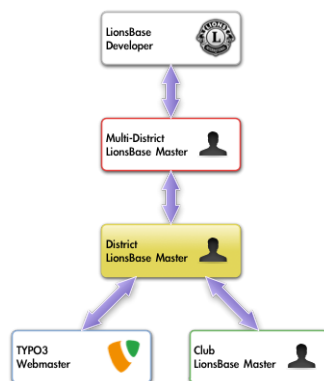 LionsBase
Developer
LIONS
L
Multi-District
LionsBase Master
District
LionsBase Master
TYPO3
Webmaster
Club
LionsBase Master